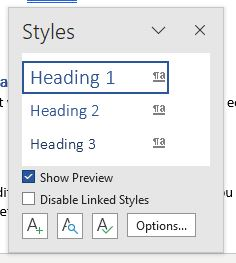 Styles
Heading 1 ¶a
Heading 2 ¶a
Heading 3 ¶a
Show Preview
Disable Linked Styles
Options...